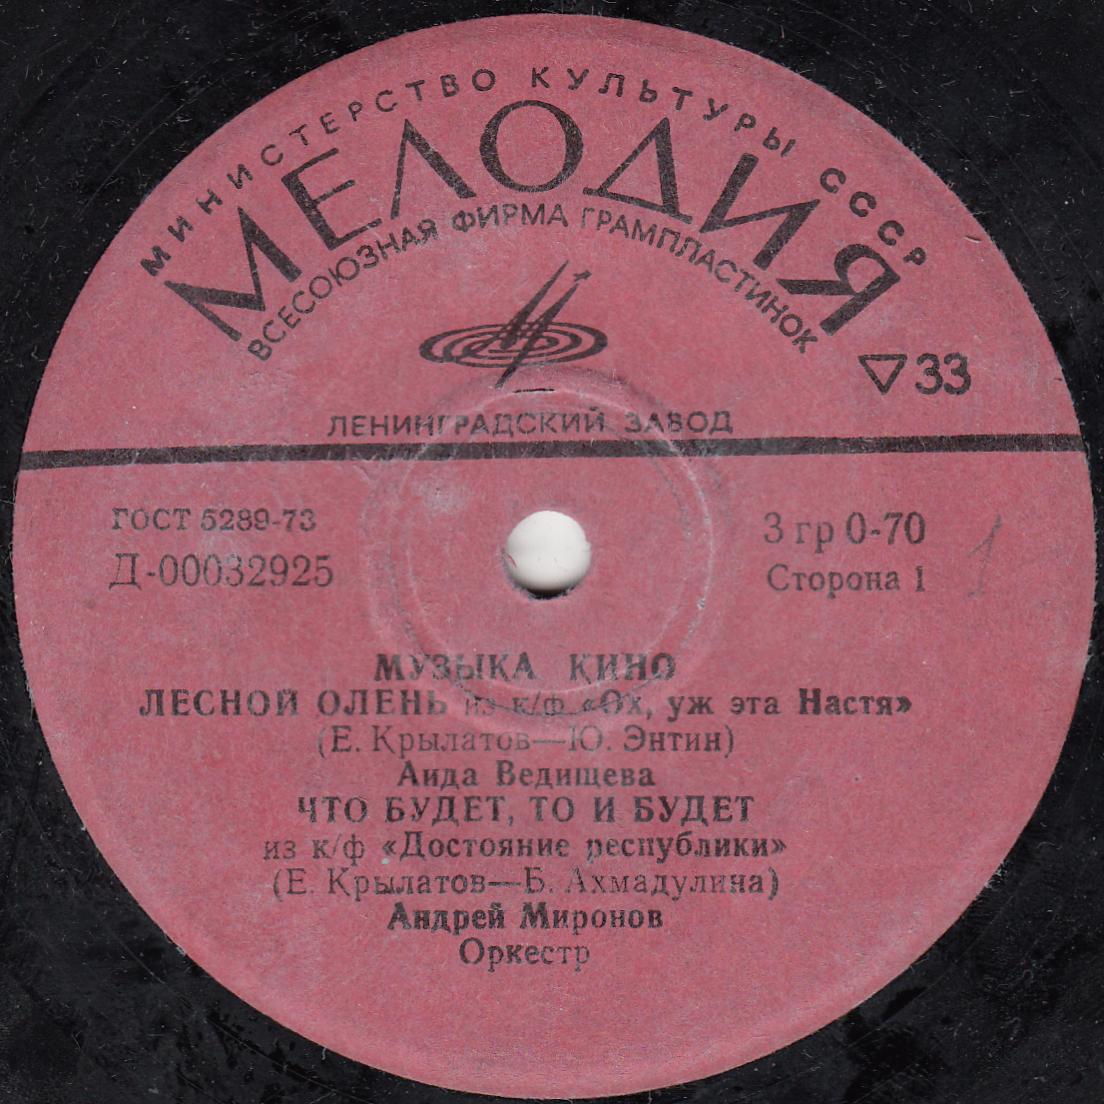 МИНИСТЕРСТВО КУЛЬТУРЫ СССР
МЕЛОДИЯ
ВСЕСОЮЗНАЯ ФИРМА ГРАМПЛАСТИНОК
▽33
ЛЕНИНГРАДСКИЙ ЗАВОД
ГОСТ 5289-73
3 гр 0-70
Д-00032925
Сторона 1
1
МУЗЫКА КИНО
ЛЕСНОЙ ОЛЕНЬ из к/ф «Ох, уж эта Настя»
(Е. Крылатов—Ю. Энтин)
Аида Ведищева
ЧТО БУДЕТ, ТО И БУДЕТ
из к/ф «Достояние республики»
(Е. Крылатов—Б. Ахмадулина)
Андрей Миронов
Оркестр